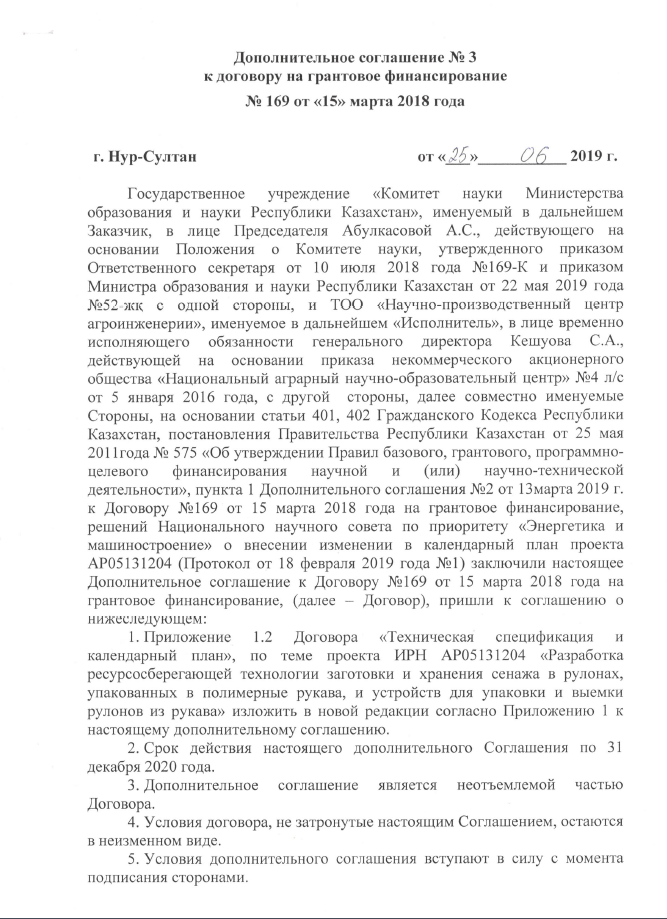 Дополнительное соглашение № 3
к договору на грантовое финансирование
№ 169 от «15» марта 2018 года
г. Нур-Султан от «25» 06 2019 г.
Государственное учреждение «Комитет науки Министерства
образования и науки Республики Казахстан», именуемый в дальнейшем
Заказчик, в лице Председателя Абулкасовой А.С., действующего на
основании Положения о Комитете науки, утвержденного приказом
Ответственного секретаря от 10 июля 2018 года №169-К и приказом
Министра образования и науки Республики Казахстан от 22 мая 2019 года
№52-жқ с одной стороны, и ТОО «Научно-производственный центр
агроинженерии», именуемое в дальнейшем «Исполнитель», в лице временно
исполняющего обязанности генерального директора Кешуова С.А.,
действующей на основании приказа некоммерческого акционерного
общества «Национальный аграрный научно-образовательный центр» №4 л/с
от 5 января 2016 года, с другой стороны, далее совместно именуемые
Стороны, на основании статьи 401, 402 Гражданского Кодекса Республики
Казахстан, постановления Правительства Республики Казахстан от 25 мая
2011года № 575 «Об утверждении Правил базового, грантового, программно-
целевого финансирования научной и (или) научно-технической
деятельности», пункта 1 Дополнительного соглашения №2 от 13марта 2019 г.
к Договору №169 от 15 марта 2018 года на грантовое финансирование,
решений Национального научного совета по приоритету «Энергетика и
машиностроение» о внесении изменении в календарный план проекта
АР05131204 (Протокол от 18 февраля 2019 года №1) заключили настоящее
Дополнительное соглашение к Договору №169 от 15 марта 2018 года на
грантовое финансирование, (далее – Договор), пришли к соглашению о
нижеследующем:
1. Приложение 1.2 Договора «Техническая спецификация и
календарный план», по теме проекта ИРН АР05131204 «Разработка
ресурсосберегающей технологии заготовки и хранения сенажа в рулонах,
упакованных в полимерные рукава, и устройств для упаковки и выемки
рулонов из рукава» изложить в новой редакции согласно Приложению 1 к
настоящему дополнительному соглашению.
2. Срок действия настоящего дополнительного Соглашения по 31
декабря 2020 года.
3. Дополнительное соглашение является неотъемлемой частью
Договора.
4. Условия договора, не затронутые настоящим Соглашением, остаются
в неизменном виде.
5. Условия дополнительного соглашения вступают в силу с момента
подписания сторонами.